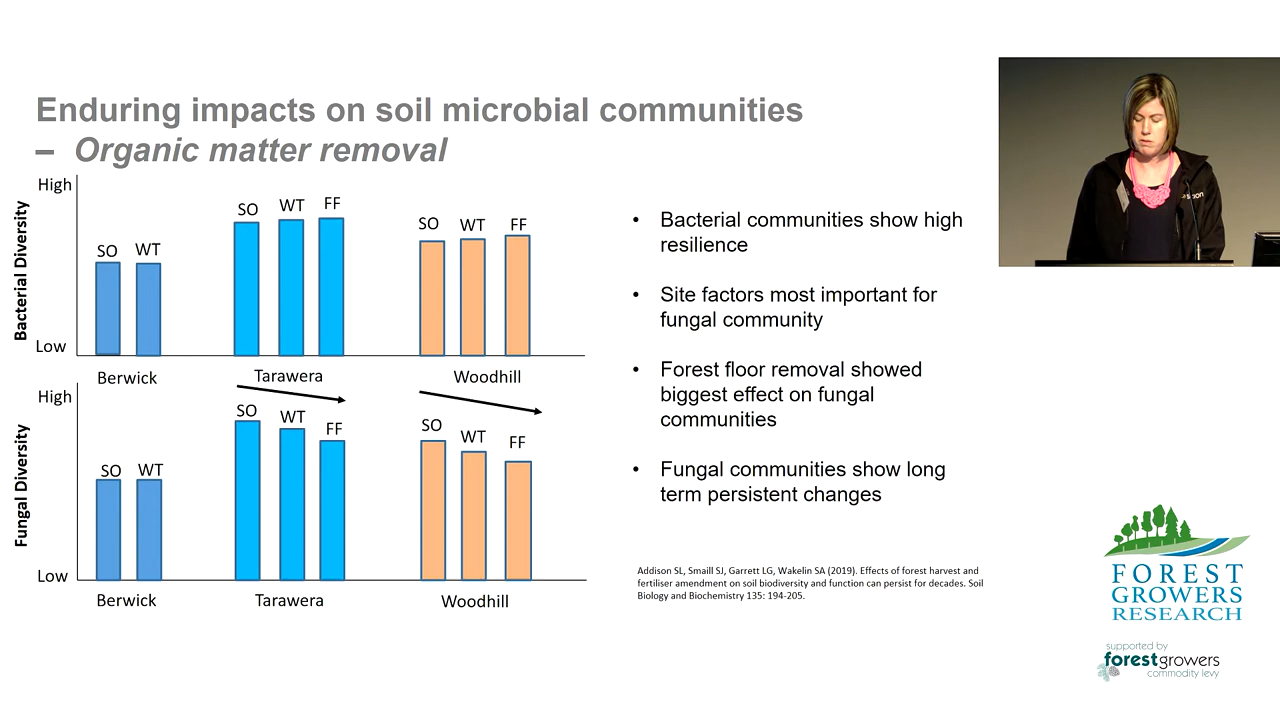 Enduring impacts on soil microbial communities
– Organic matter removal
High
Bacterial Diversity
Low
SO WT
SO WT FF
SO WT FF
Berwick Tarawera Woodhill
High
Fungal Diversity
Low
SO WT
SO WT FF
SO WT FF
Berwick Tarawera Woodhill
• Bacterial communities show high
resilience
• Site factors most important for
fungal community
• Forest floor removal showed
biggest effect on fungal
communities
• Fungal communities show long
term persistent changes
Addison SL, Smaill SJ, Garrett LG, Wakelin SA (2019). Effects of forest harvest and
fertiliser amendment on soil biodiversity and function can persist for decades. Soil
Biology and Biochemistry 135: 194-205.
FOREST
GROWERS
RESEARCH
supported by
forestgrowers
commodity levy